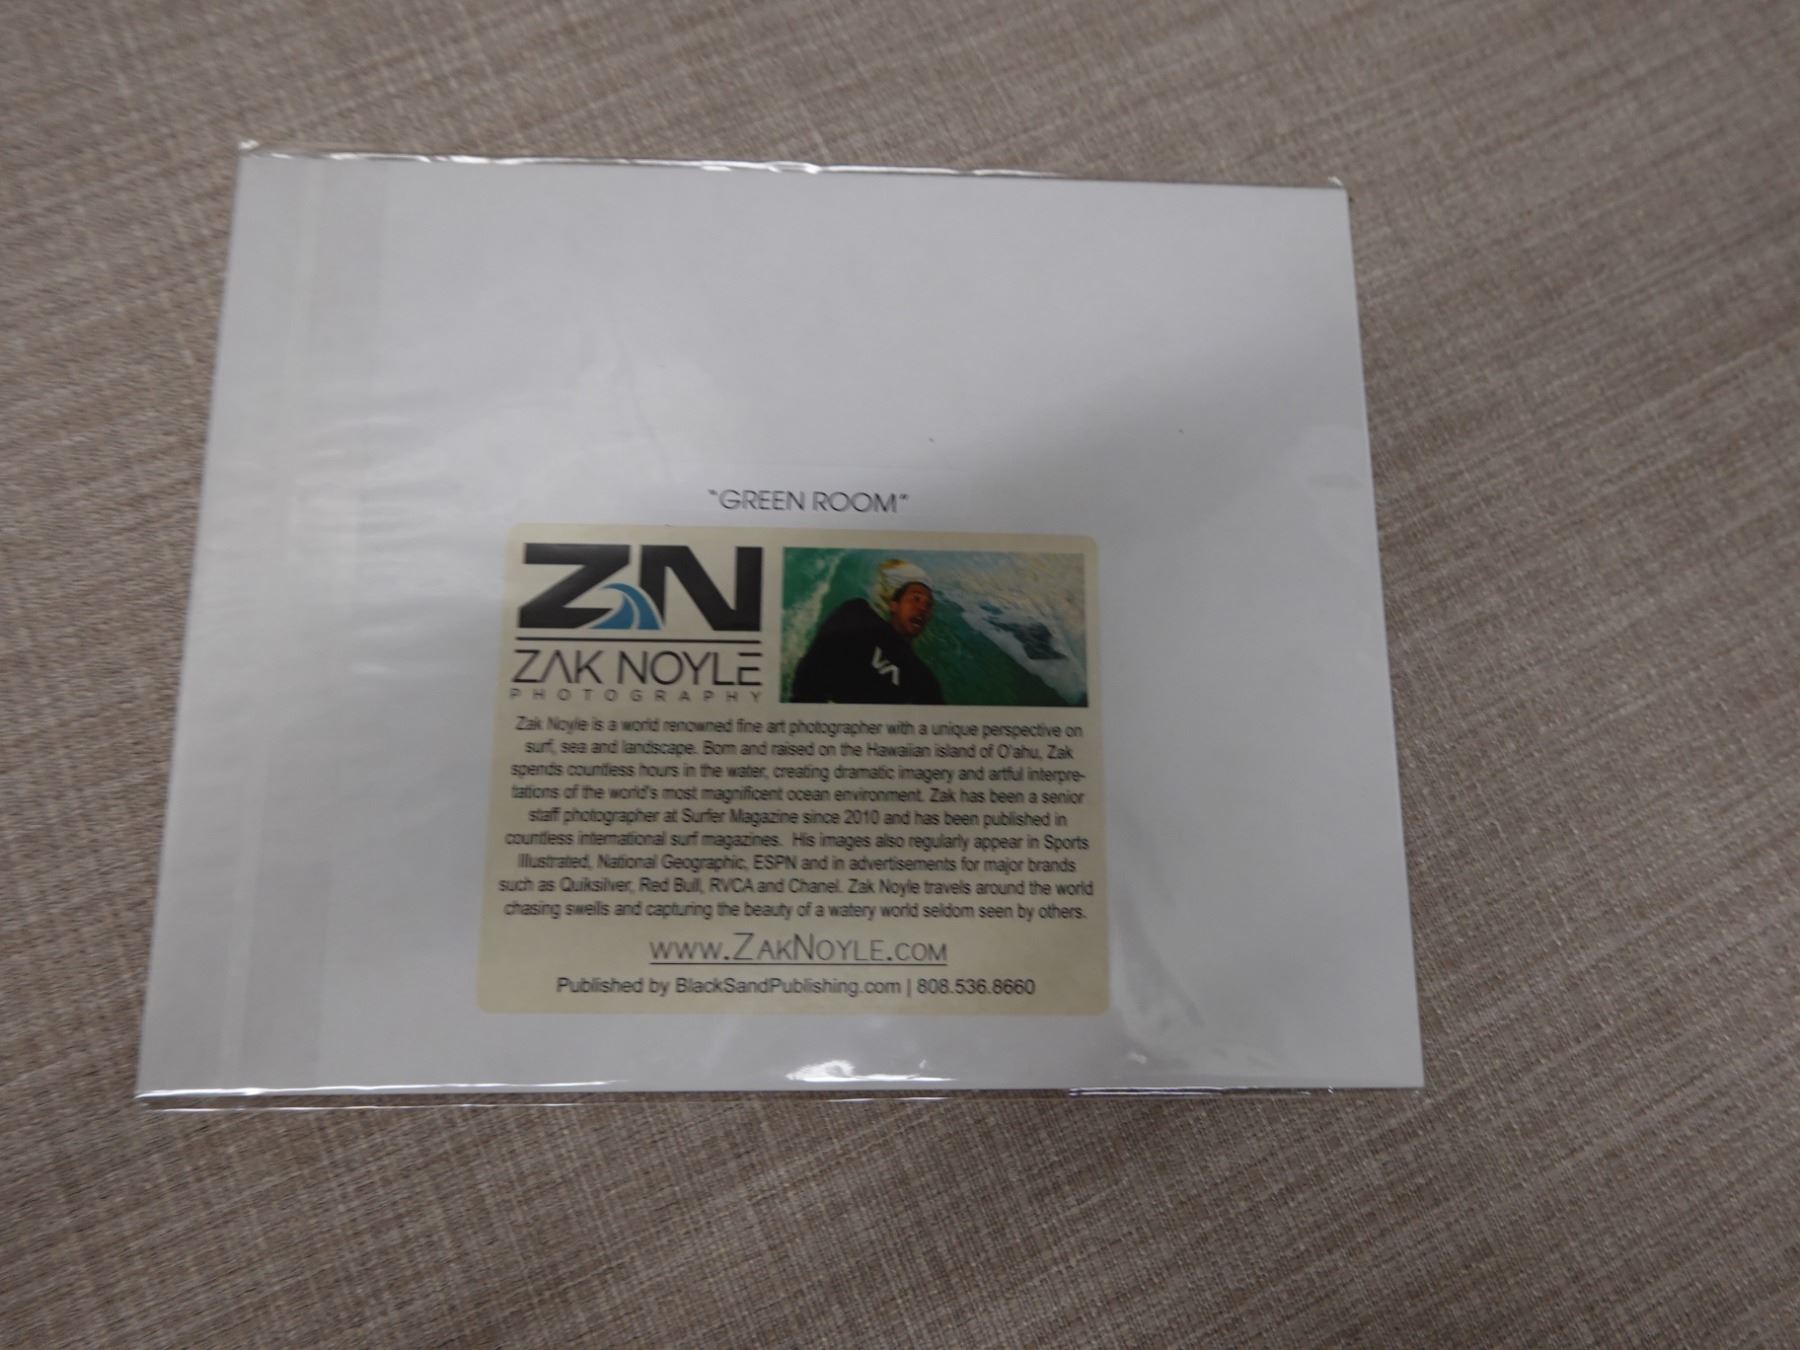 "GREEN ROOM"
ZN
ZAK NOYLE
PHOTOGRAPHY
Zak Noyle is a world renowned fine art photographer with a unique perspective on
surf, sea and landscape. Born and raised on the Hawaiian island of O'ahu, Zak
spends countless hours in the water, creating dramatic imagery and artful interpre-
tations of the world's most magnificent ocean environment. Zak has been a senior
staff photographer at Surfer Magazine since 2010 and has been published in
countless international surf magazines. His images also regularly appear in Sports
Illustrated, National Geographic, ESPN and in advertisements for major brands
such as Quiksilver, Red Bull, RVCA and Chanel. Zak Noyle travels around the world
chasing swells and capturing the beauty of a watery world seldom seen by others.
www.ZakNoyle.com
Published by BlackSandPublishing.com | 808.536.8660